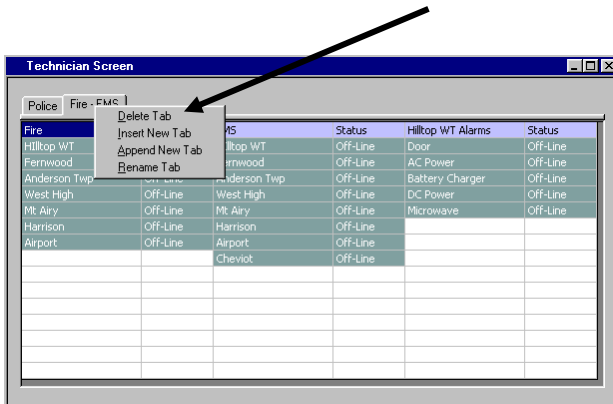 Technician Screen
Police Fire - EMS
Delete Tab
Insert New Tab
Append New Tab
Rename Tab
Fire Status Hilltop WT Alarms Status
HIlltop WT Off-Line Door Off-Line
Fernwood Off-Line AC Power Off-Line
Anderson Twp Off-Line Anderson Twp Off-Line Battery Charger Off-Line
West High Off-Line West High Off-Line DC Power Off-Line
Mt Airy Off-Line Mt Airy Off-Line Microwave Off-Line
Harrison Off-Line Harrison Off-Line
Airport Off-Line Airport Off-Line
Cheviot Off-Line